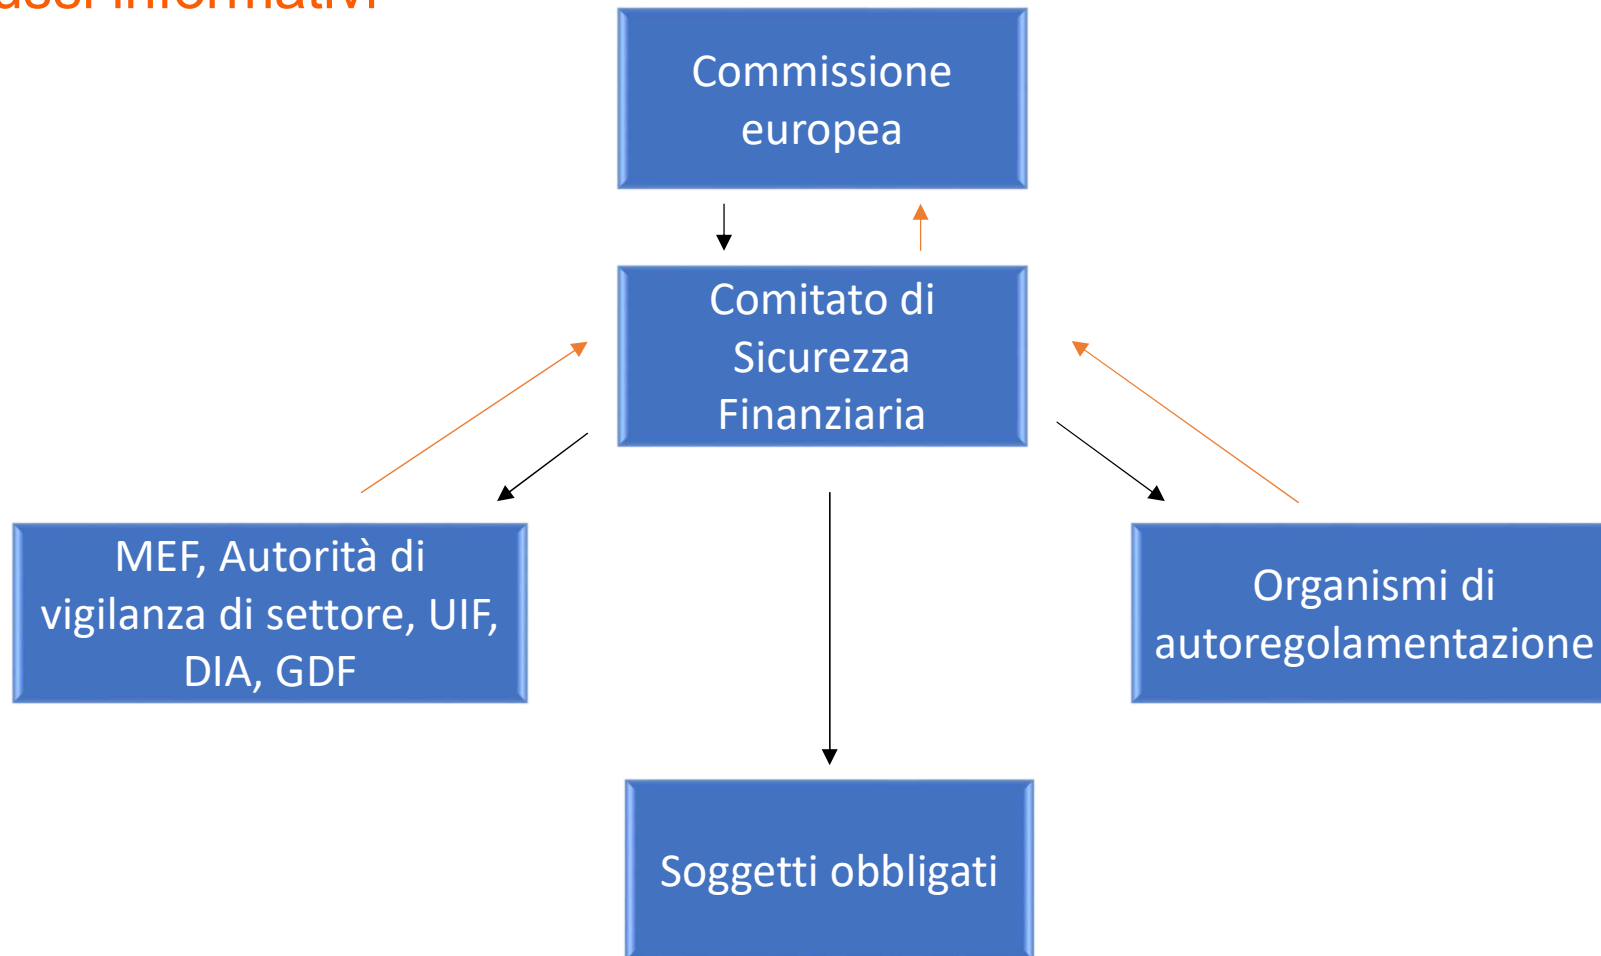 informativi
Commissione
europea
Comitato di
Sicurezza
Finanziaria
MEF, Autorità di
vigilanza di settore, UIF,
DIA, GDF
Organismi di
autoregolamentazione
Soggetti obbligati